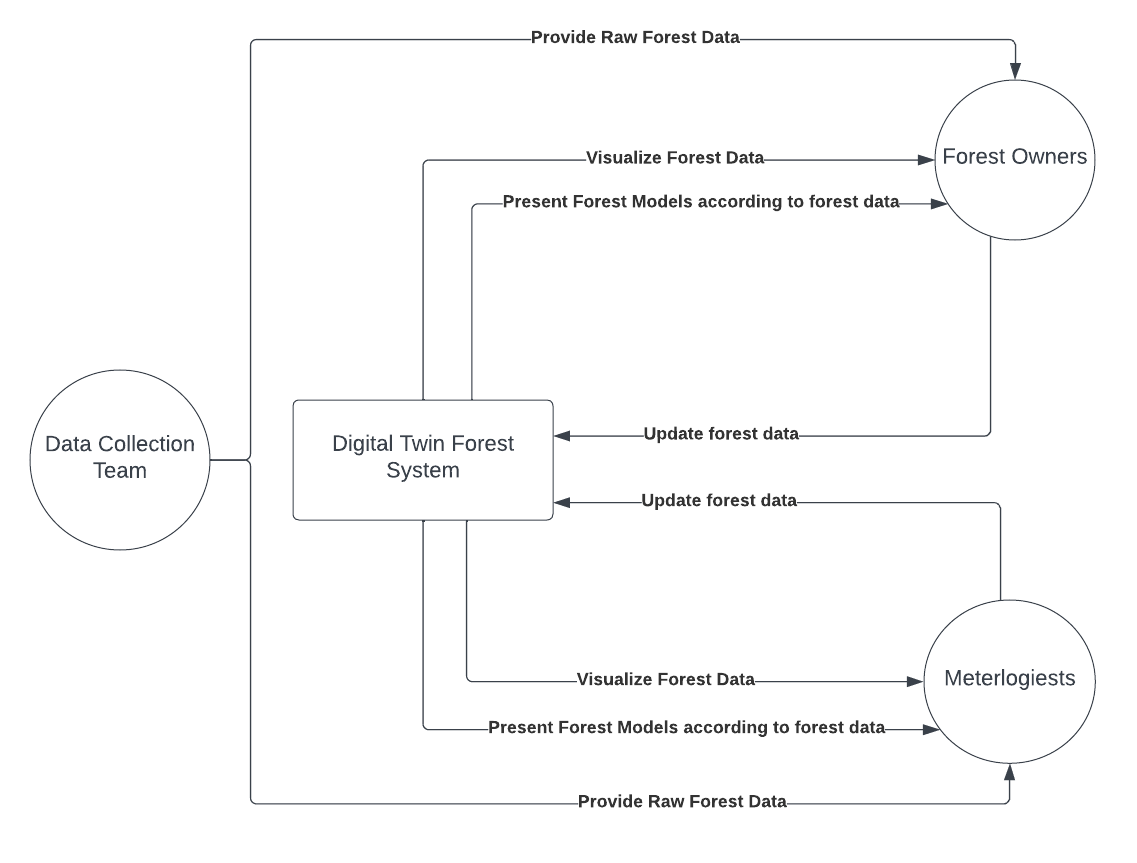 Provide Raw Forest Data
Visualize Forest Data
Forest Owners
Present Forest Models according to forest data
Data Collection
Team
Digital Twin Forest
System
Update forest data
Update forest data
Visualize Forest Data
Meterlogiests
Present Forest Models according to forest data
Provide Raw Forest Data